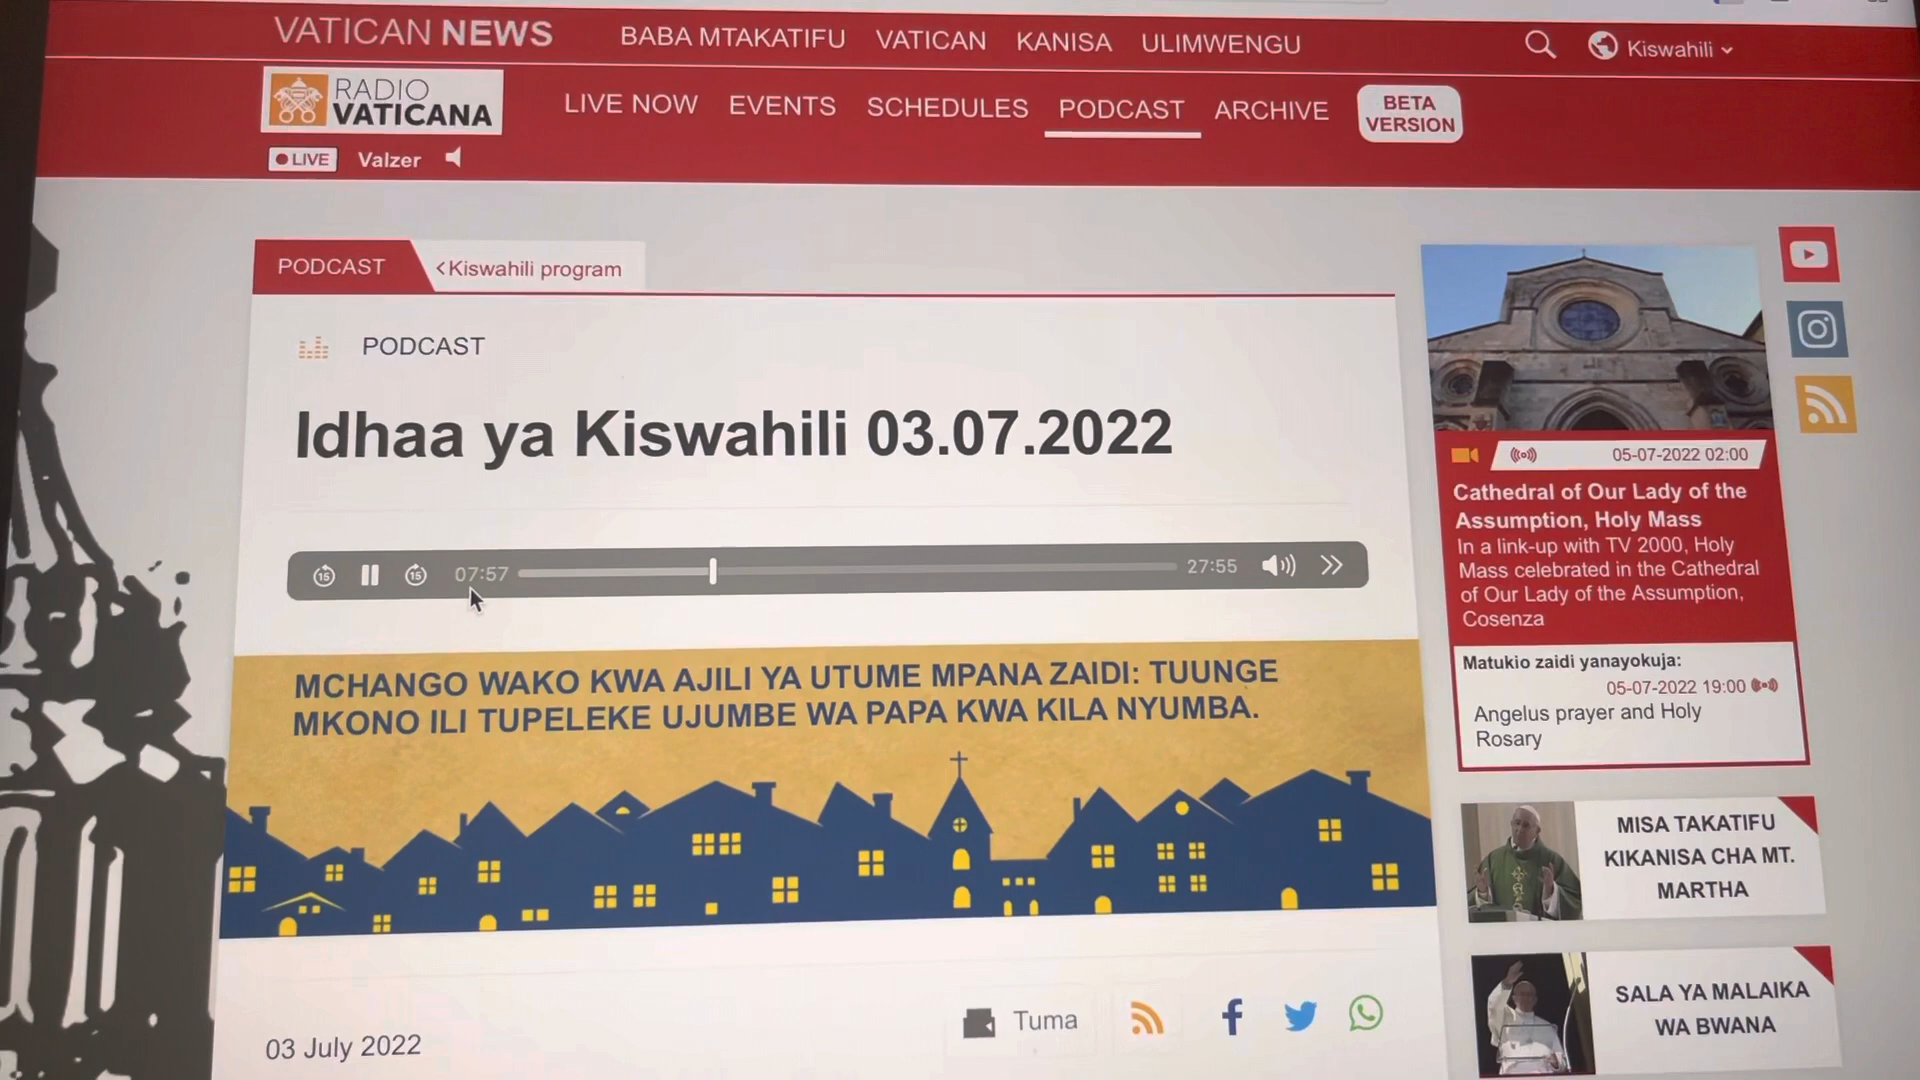 VATICAN NEWS
BABA MTAKATIFU VATICAN KANISA ULIMWENGU
Kiswahili
RADIO
VATICANA
LIVE NOW EVENTS SCHEDULES PODCAST ARCHIVE
BETA
VERSION
LIVE Valzer
PODCAST
<Kiswahili program
PODCAST
Idhaa ya Kiswahili 03.07.2022
15
15
07:57
27:55
MCHANGO WAKO KWA AJILI YA UTUME MPANA ZAIDI: TUUNGE
MKONO ILI TUPELEKE UJUMBE WA PAPA KWA KILA NYUMBA.
Tuma
03 July 2022
05-07-2022 02:00
Cathedral of Our Lady of the
Assumption, Holy Mass
In a link-up with TV 2000, Holy
Mass celebrated in the Cathedral
of Our Lady of the Assumption,
Cosenza
Matukio zaidi yanayokuja:
05-07-2022 19:00
Angelus prayer and Holy
Rosary
MISA TAKATIFU
KIKANISA CHA MT.
MARTHA
SALA YA MALAIKA
WA BWANA